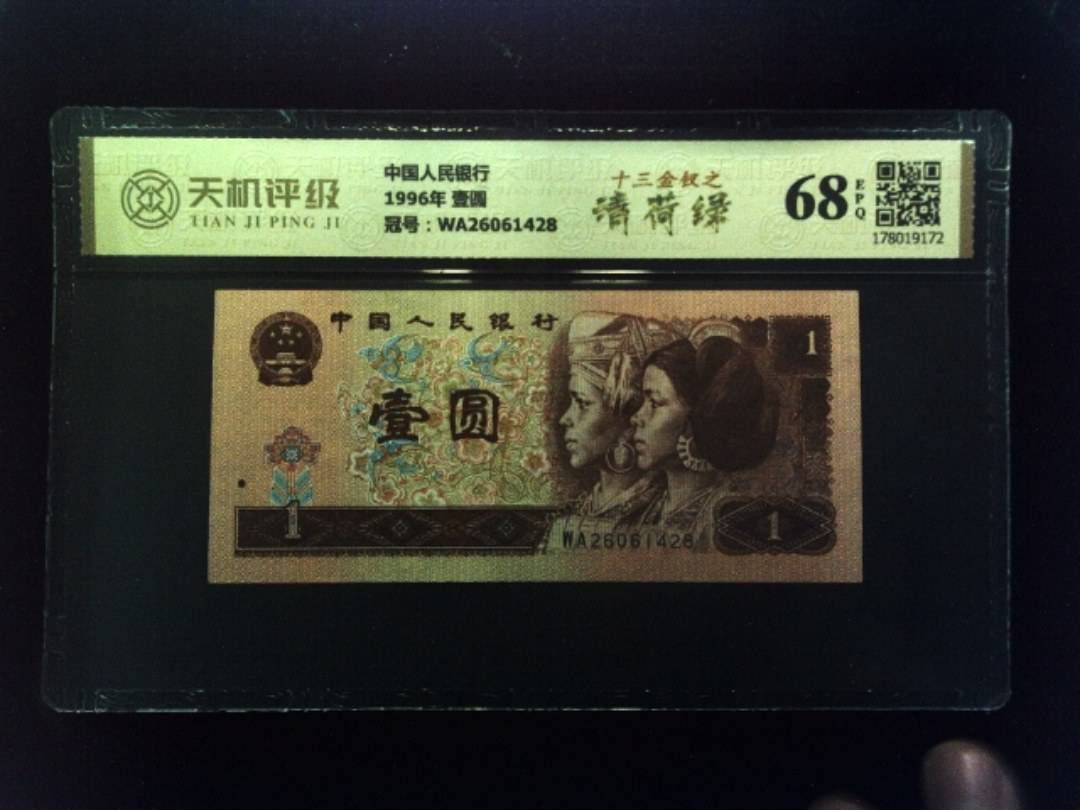 天机评级
TIAN JI PING JI
中国人民银行
1996年 壹圆
冠号：WA26061428
十三金钗之
清荷绿
68
EPQ
178019172
中国人民银行
1
壹圆
1
WA26061428
1